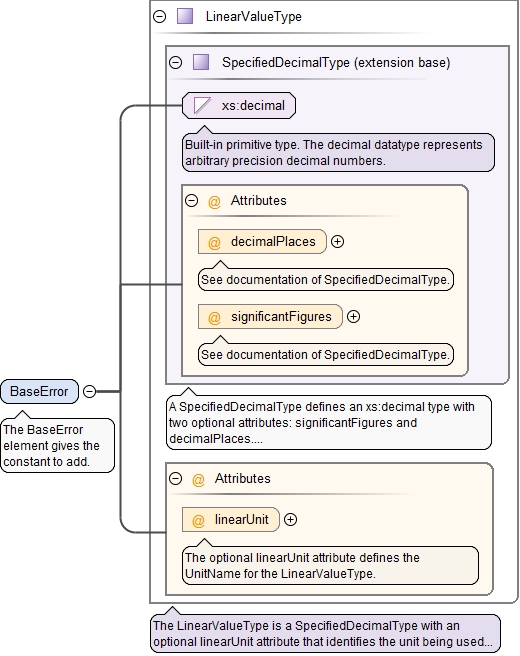 LinearValueType
SpecifiedDecimalType (extension base)
xs:decimal
Built-in primitive type. The decimal datatype represents
arbitrary precision decimal numbers.
@ Attributes
@ decimalPlaces
See documentation of SpecifiedDecimalType.
@ significantFigures
See documentation of SpecifiedDecimalType.
BaseError
The BaseError
element gives the
constant to add.
A SpecifiedDecimalType defines an xs:decimal type with
two optional attributes: significantFigures and
decimalPlaces....
@ Attributes
@ linearUnit
The optional linearUnit attribute defines the
UnitName for the LinearValueType.
The LinearValueType is a SpecifiedDecimalType with an
optional linearUnit attribute that identifies the unit being used...